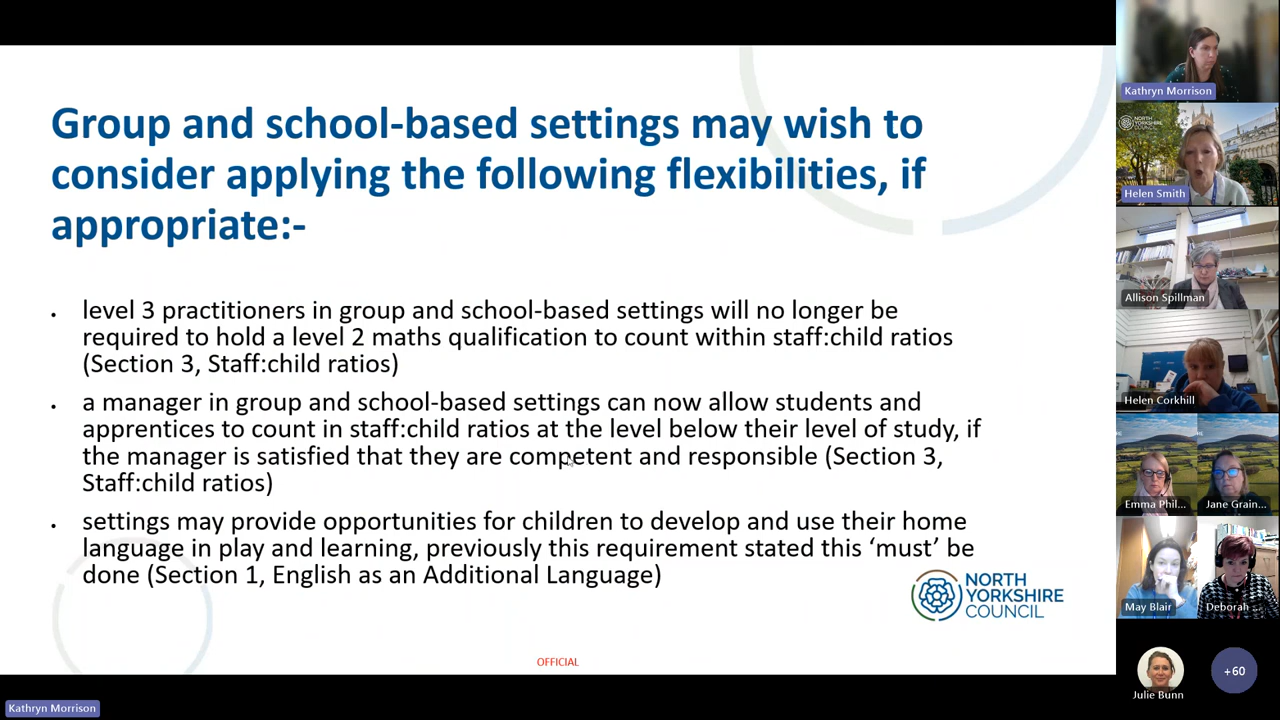 Group and school-based settings may wish to
consider applying the following flexibilities, if
appropriate:-
• level 3 practitioners in group and school-based settings will no longer be
required to hold a level 2 maths qualification to count within staff:child ratios
(Section 3, Staff:child ratios)
• a manager in group and school-based settings can now allow students and
apprentices to count in staff:child ratios at the level below their level of study, if
the manager is satisfied that they are competent and responsible (Section 3,
Staff:child ratios)
• settings may provide opportunities for children to develop and use their home
language in play and learning, previously this requirement stated this ‘must’ be
done (Section 1, English as an Additional Language)
NORTH
YORKSHIRE
COUNCIL
OFFICIAL
Kathryn Morrison
Kathryn Morrison
NORTH
YORKSHIRE
COUNCIL
Helen Smith
Allison Spillman
Helen Corkhill
Emma Phil...
Jane Grain...
May Blair
Deborah ...
Julie Bunn
+60